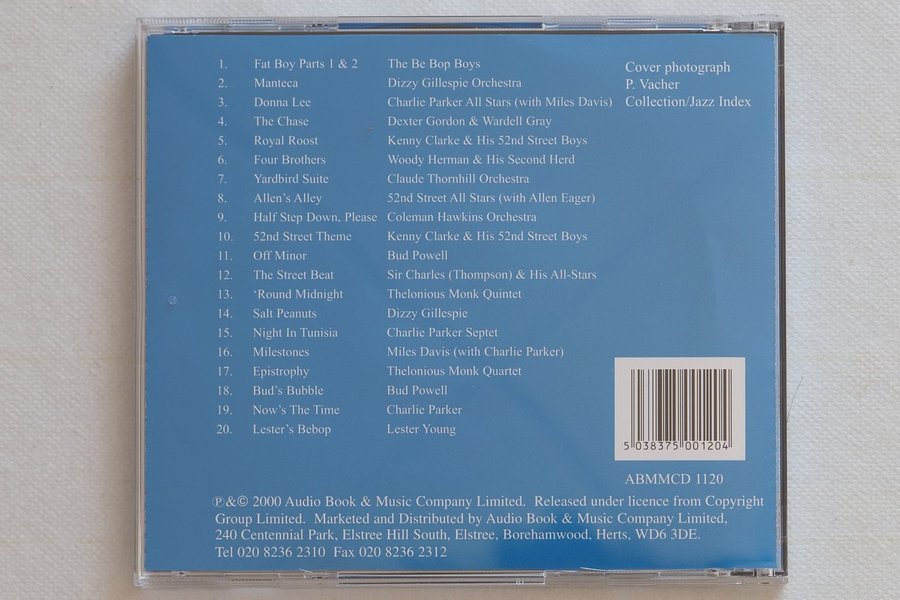 1. Fat Boy Parts 1 & 2 The Be Bop Boys
2. Manteca Dizzy Gillespie Orchestra
3. Donna Lee Charlie Parker All Stars (with Miles Davis)
4. The Chase Dexter Gordon & Wardell Gray
5. Royal Roost Kenny Clarke & His 52nd Street Boys
6. Four Brothers Woody Herman & His Second Herd
7. Yardbird Suite Claude Thornhill Orchestra
8. Allen's Alley 52nd Street All Stars (with Allen Eager)
9. Half Step Down, Please Coleman Hawkins Orchestra
10. 52nd Street Theme Kenny Clarke & His 52nd Street Boys
11. Off Minor Bud Powell
12. The Street Beat Sir Charles (Thompson) & His All-Stars
13. ‘Round Midnight Thelonious Monk Quintet
14. Salt Peanuts Dizzy Gillespie
15. Night In Tunisia Charlie Parker Septet
16. Milestones Miles Davis (with Charlie Parker)
17. Epistrophy Thelonious Monk Quartet
18. Bud's Bubble Bud Powell
19. Now's The Time Charlie Parker
20. Lester's Bebop Lester Young
Cover photograph
P. Vacher
Collection/Jazz Index
5 038375 001204
ABMMCD 1120
℗&© 2000 Audio Book & Music Company Limited. Released under licence from Copyright
Group Limited. Marketed and Distributed by Audio Book & Music Company Limited,
240 Centennial Park, Elstree Hill South, Elstree, Borehamwood, Herts, WD6 3DE.
Tel 020 8236 2310 Fax 020 8236 2312